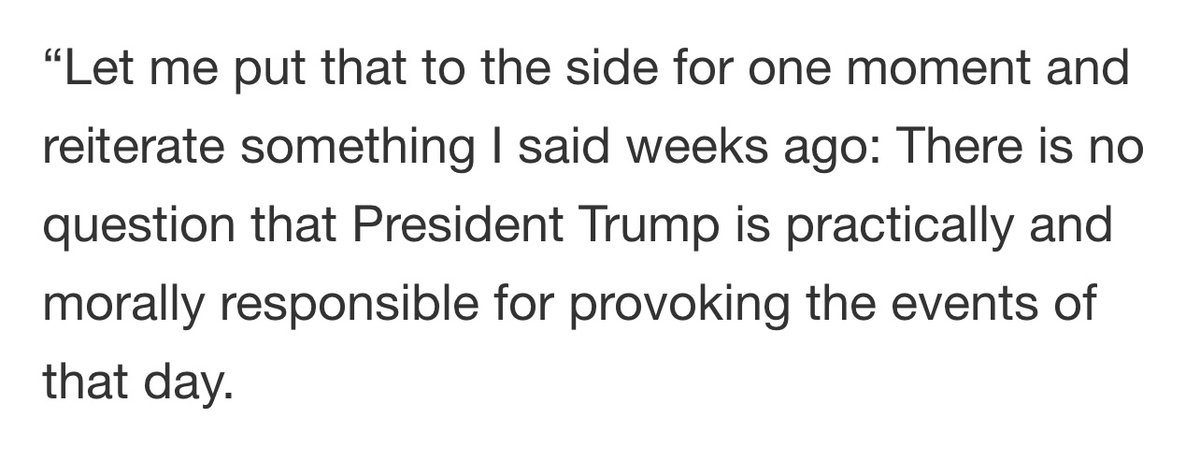 “Let me put that to the side for one moment and
reiterate something I said weeks ago: There is no
question that President Trump is practically and
morally responsible for provoking the events of
that day.